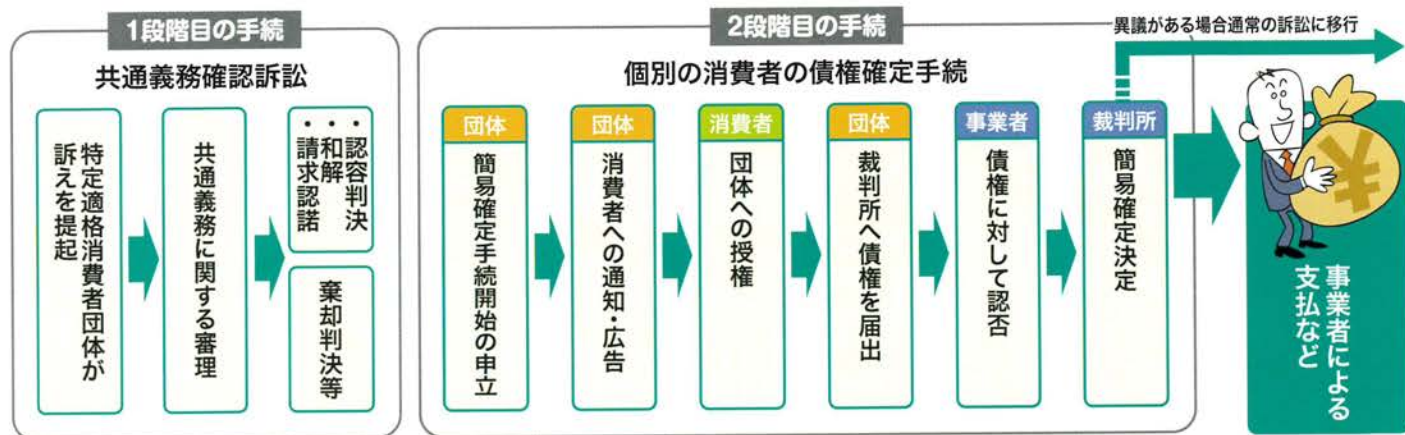 1段階目の手続
共通義務確認訴訟
特定適格消費者団体が
訴えを提起
共通義務に関する審理
・認容判決
・和解
・請求認諾
棄却判決等
2段階目の手続
個別の消費者の債権確定手続
団体
簡易確定手続開始の申立
団体
消費者への通知・広告
消費者
団体への授権
団体
裁判所へ債権を届出
事業者
債権に対して認否
裁判所
簡易確定決定
異議がある場合通常の訴訟に移行
¥
事業者による
支払など